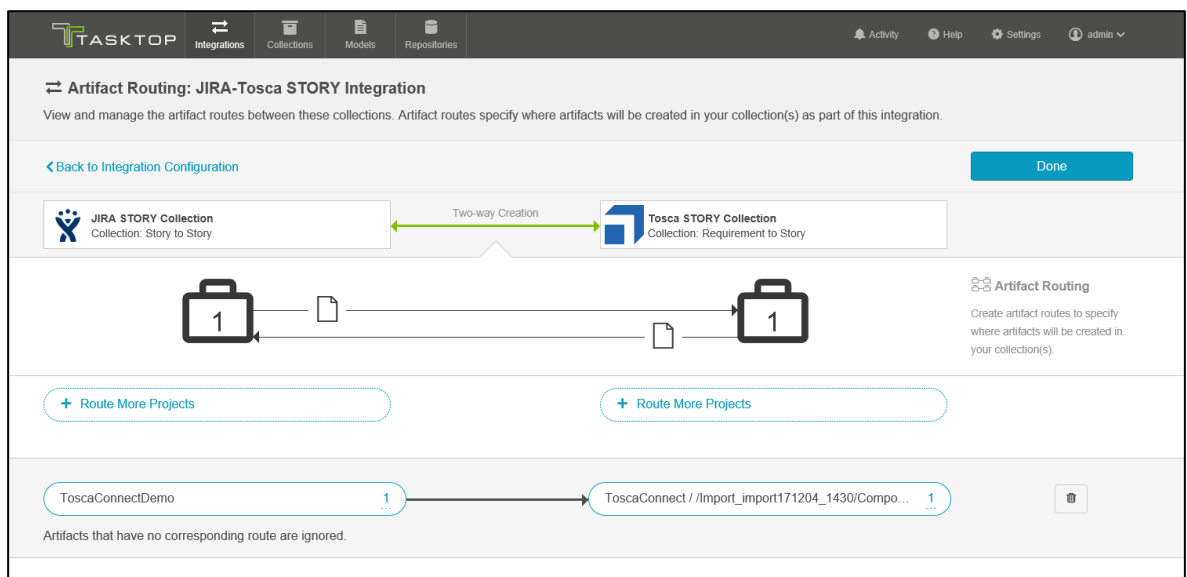 TASKTOP
Integrations
Collections
Models
Repositories
Activity
Help
Settings
admin
Artifact Routing: JIRA-Tosca STORY Integration
View and manage the artifact routes between these collections. Artifact routes specify where artifacts will be created in your collection(s) as part of this integration.
Back to Integration Configuration
Done
JIRA STORY Collection
Collection: Story to Story
Two-way Creation
Tosca STORY Collection
Collection: Requirement to Story
1
1
Artifact Routing
Create artifact routes to specify
where artifacts will be created in
your collection(s).
+ Route More Projects
+ Route More Projects
ToscaConnectDemo
1
ToscaConnect / /Import_import171204_1430/Compo...
1
Artifacts that have no corresponding route are ignored.